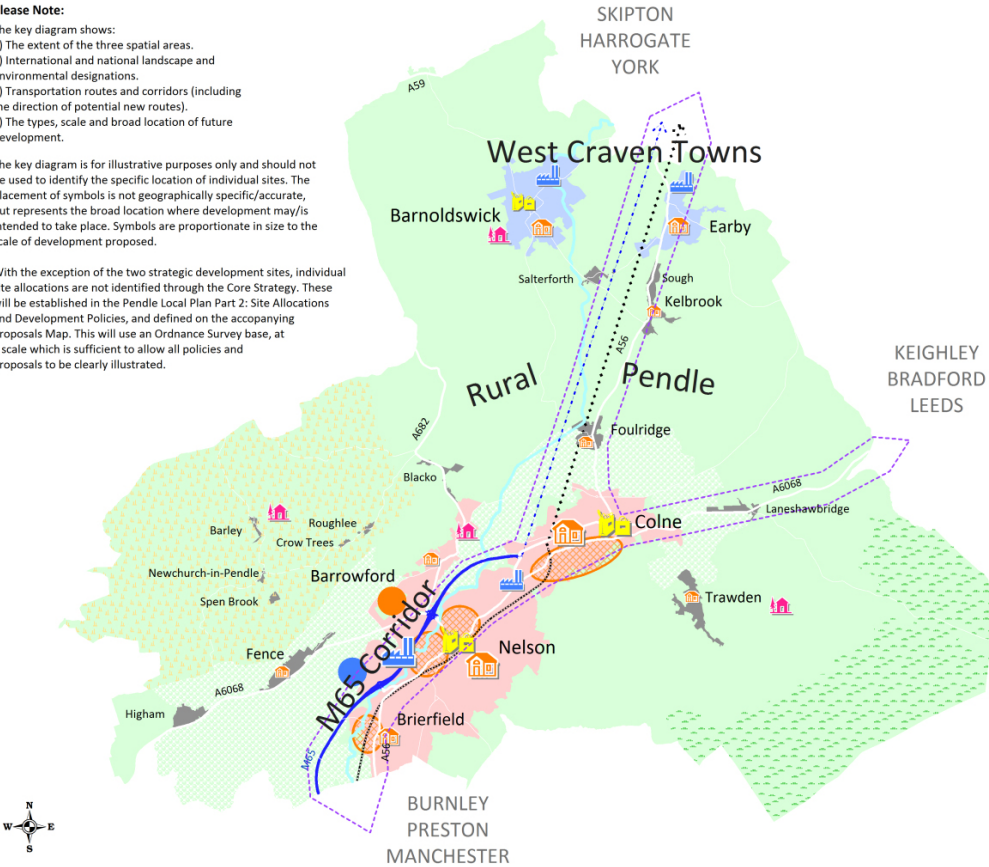 lease Note:
he key diagram shows:
) The extent of the three spatial areas.
) International and national landscape and
nvironmental designations.
) Transportation routes and corridors (including
he direction of potential new routes).
) The types, scale and broad location of future
evelopment.
he key diagram is for illustrative purposes only and should not
e used to identify the specific location of individual sites. The
lacement of symbols is not geographically specific/accurate,
ut represents the broad location where development may/is
ntended to take place. Symbols are proportionate in size to the
cale of development proposed.
With the exception of the two strategic development sites, individual
ite allocations are not identified through the Core Strategy. These
will be established in the Pendle Local Plan Part 2: Site Allocations
nd Development Policies, and defined on the accopanying
roposals Map. This will use an Ordnance Survey base, at
scale which is sufficient to allow all policies and
roposals to be clearly illustrated.
SKIPTON
HARROGATE
YORK
A59
West Craven Towns
Barnoldswick
Earby
Salterforth
Sough
Kelbrook
A56
KEIGHLEY
BRADFORD
LEEDS
Rural
Pendle
A682
Foulridge
Blacko
A6068
Laneshawbridge
Colne
Barley
Roughlee
Crow Trees
Newchurch-in-Pendle
Barrowford
Spen Brook
Trawden
M65 Corridor
Nelson
Fence
A6068
Higham
Brierfield
A56
BURNLEY
PRESTON
MANCHESTER
N
W
E
S